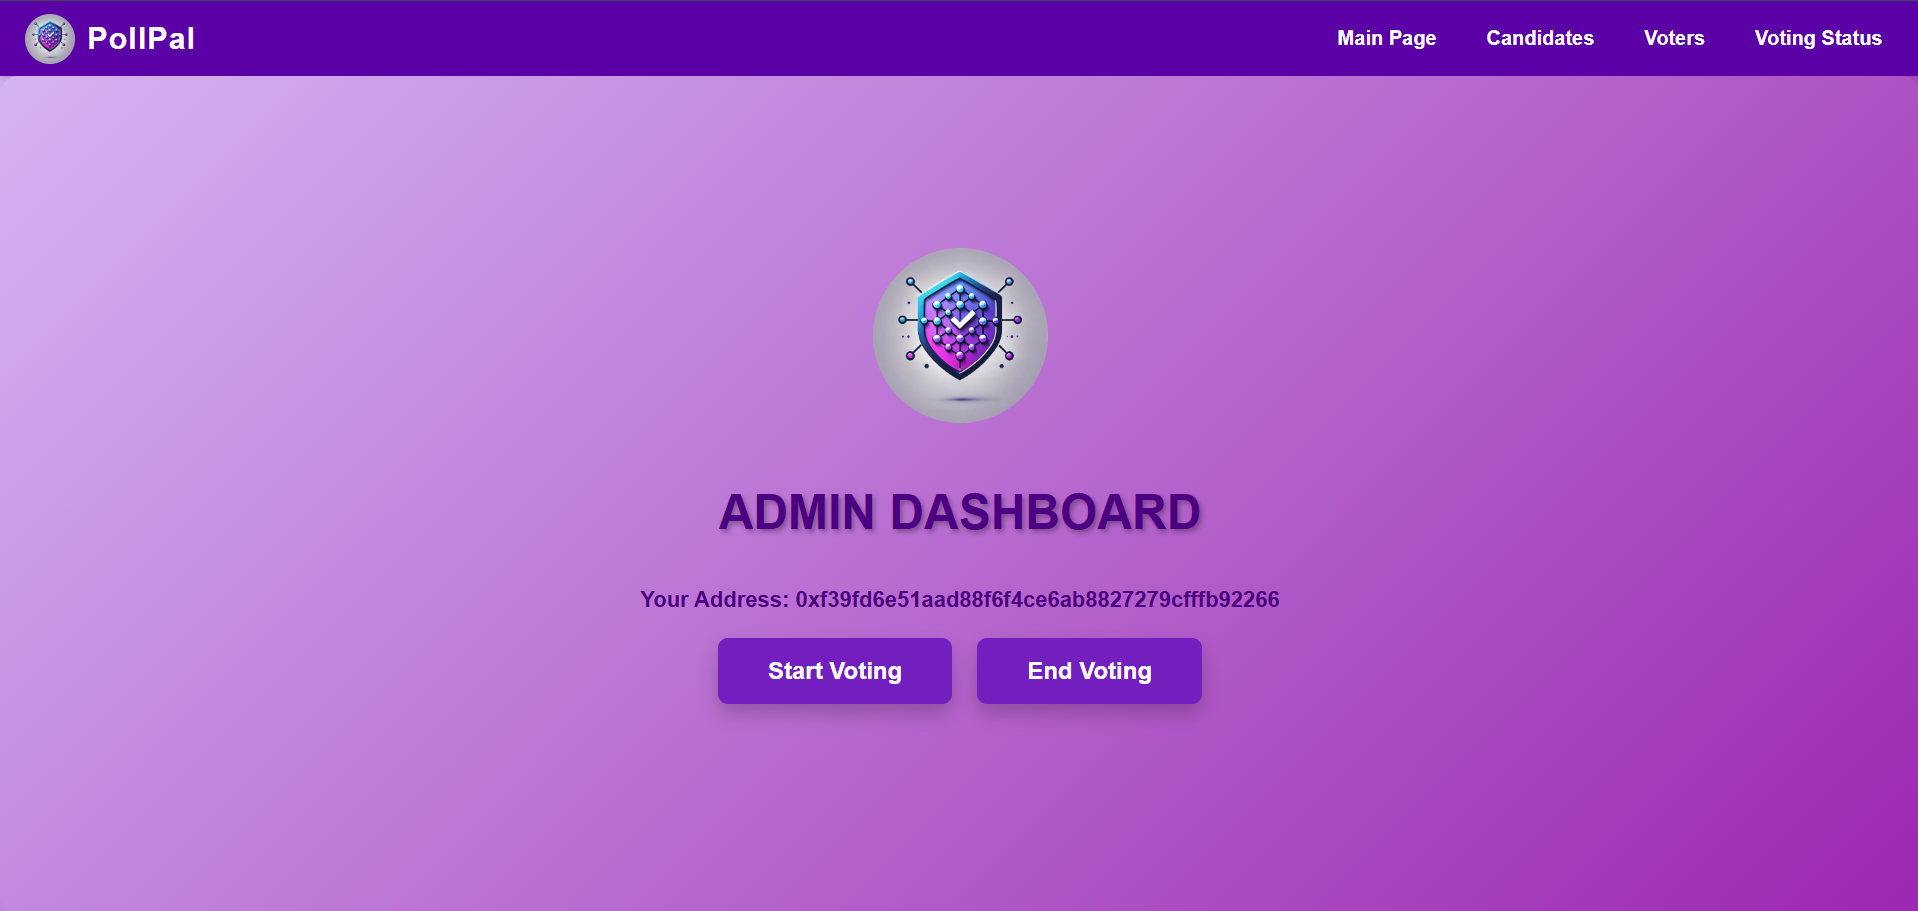 PollPal
Main Page
Candidates
Voters
Voting Status
ADMIN DASHBOARD
Your Address: 0xf39fd6e51aad88f6f4ce6ab8827279cfffb92266
Start Voting
End Voting